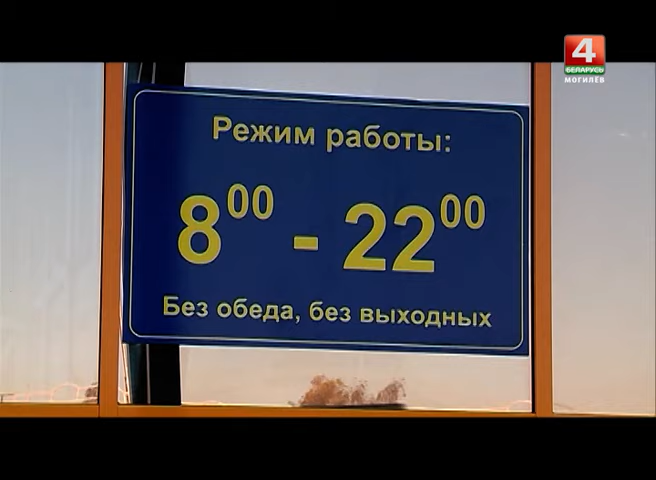 4
БЕЛАРУСЬ
МОГИЛЁВ
Режим работы:
8⁰⁰ - 22⁰⁰
Без обеда, без выходных